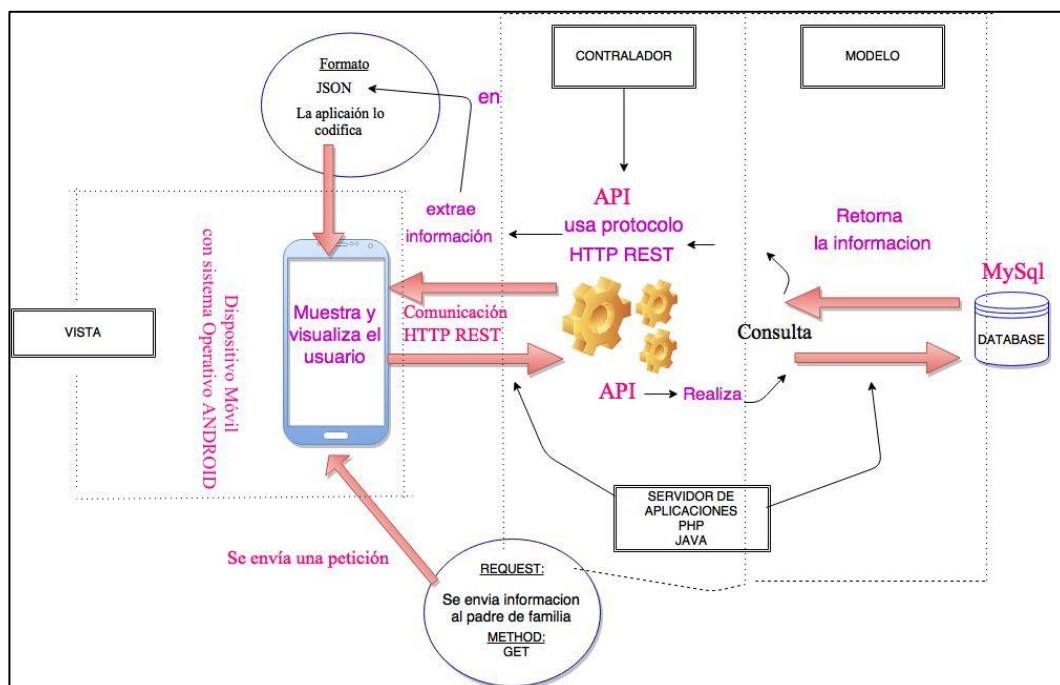 Formato
JSON
La aplicaión lo
codifica
en
CONTRALADOR
MODELO
API
usa protocolo
HTTP REST
extrae
información
Retorna
la informacion
MySql
DATABASE
VISTA
Dispositivo Móvil
con sistema Operativo ANDROID
Muestra y
visualiza el
usuario
Comunicación
HTTP REST
Consulta
API
Realiza
SERVIDOR DE
APLICACIONES
PHP
JAVA
Se envía una petición
REQUEST:
Se envia informacion
al padre de familia
METHOD:
GET